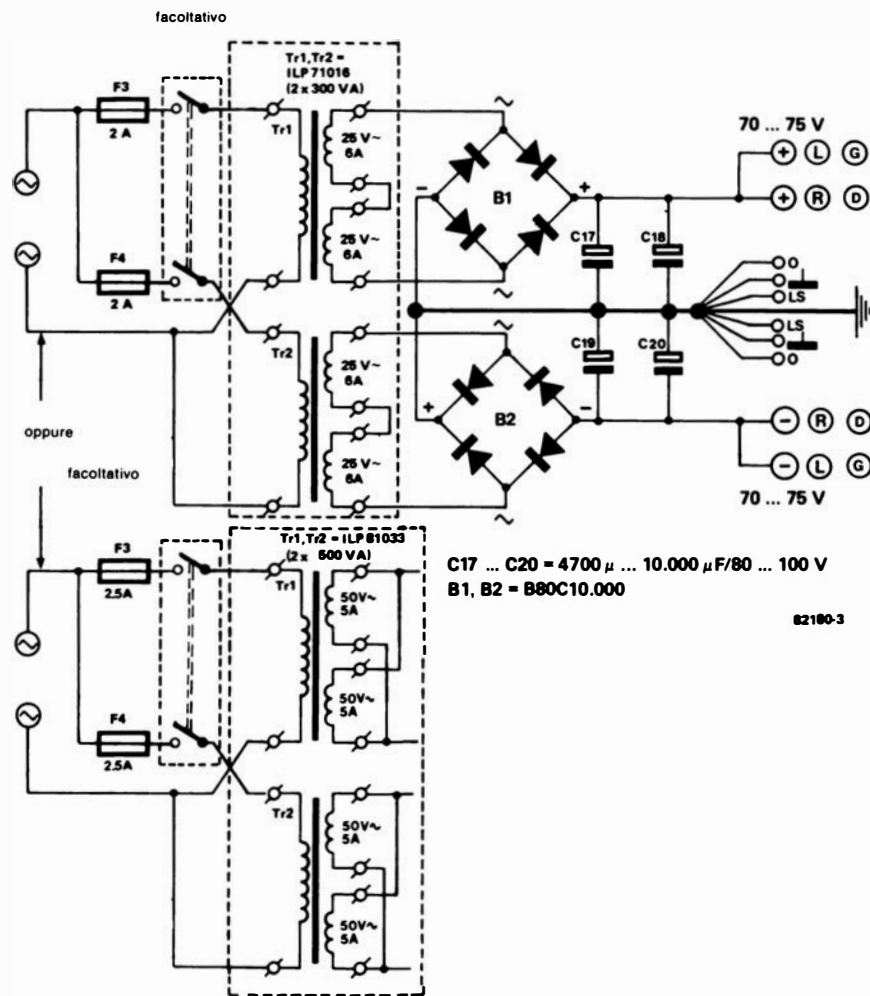 facoltativo
Tr1,Tr2 =
ILP 71016
(2 x 300 VA)
F3
2 A
Tr1
25 V~
6A
25 V~
6A
F4
2 A
Tr2
25 V~
6A
25 V~
6A
~
~
B1
-
+
~
~
B2
+
-
C17
C18
C19
C20
70 ... 75 V
+ L G
+ R D
0
LS
LS
0
- R D
- L G
70 ... 75 V
oppure
facoltativo
Tr1,Tr2 = ILP 81033
(2 x 500 VA)
F3
2.5A
Tr1
50V~
5A
50V~
5A
F4
2.5A
Tr2
50V~
5A
50V~
5A
C17 ... C20 = 4700 µ ... 10.000 µF/80 ... 100 V
B1, B2 = B80C10.000
82180-3